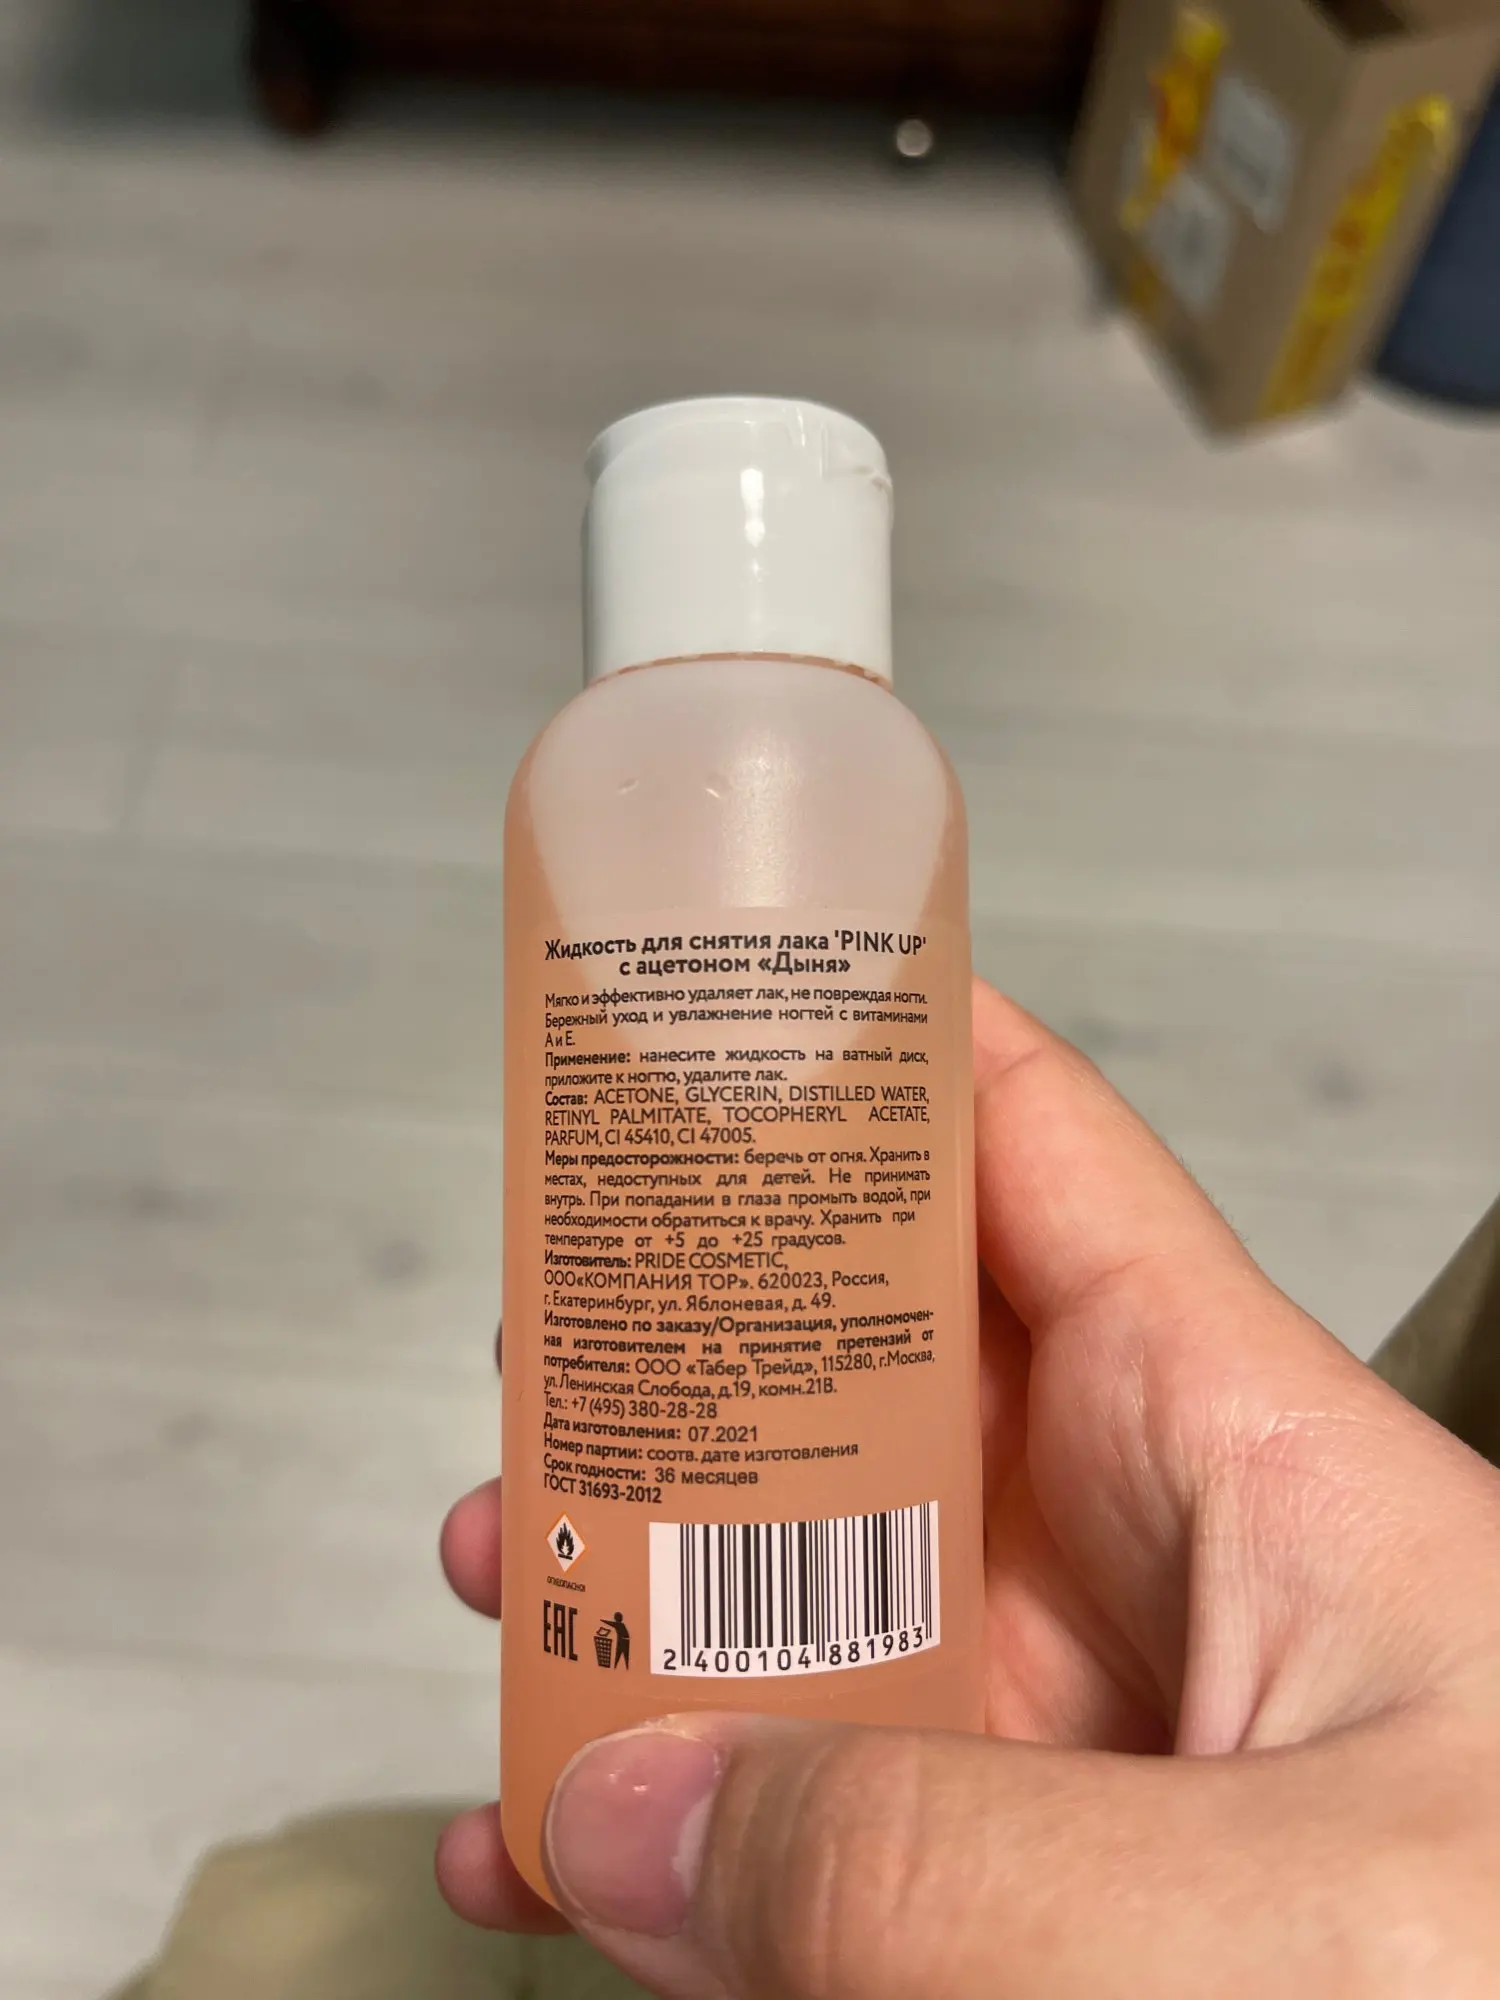 Жидкость для снятия лака 'PINK UP'
с ацетоном «Дыня»
Мягко и эффективно удаляет лак, не повреждая ногти.
Бережный уход и увлажнение ногтей с витаминами
А и Е.
Применение: нанесите жидкость на ватный диск,
приложите к ногтю, удалите лак.
Состав: ACETONE, GLYCERIN, DISTILLED WATER,
RETINYL PALMITATE, TOCOPHERYL ACETATE,
PARFUM, CI 45410, CI 47005.
Меры предосторожности: беречь от огня. Хранить в
местах, недоступных для детей. Не принимать
внутрь. При попадании в глаза промыть водой, при
необходимости обратиться к врачу. Хранить при
температуре от +5 до +25 градусов.
Изготовитель: PRIDE COSMETIC,
ООО«КОМПАНИЯ ТОР». 620023, Россия,
г. Екатеринбург, ул. Яблоневая, д. 49.
Изготовлено по заказу/Организация, уполномочен-
ная изготовителем на принятие претензий от
потребителя: ООО «Табер Трейд», 115280, г.Москва,
ул.Ленинская Слобода, д.19, комн.21В.
Тел.: +7 (495) 380-28-28
Дата изготовления: 07.2021
Номер партии: соотв. дате изготовления
Срок годности: 36 месяцев
ГОСТ 31693-2012
ОГНЕОПАСНО!
ЕАС
2 400104 881983